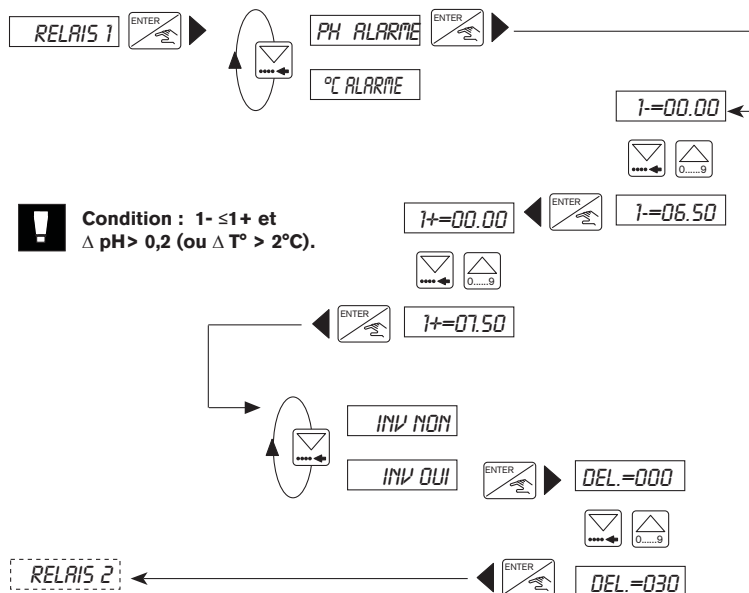 RELAIS 1 ENTER PH ALARME ENTER
°C ALARME
1-=00.00
0......9
Condition : 1- ≤1+ et
Δ pH> 0,2 (ou Δ T° > 2°C).
1+=00.00 ENTER 1-=06.50
0......9
ENTER 1+=07.50
INV NON
INV OUI ENTER DEL.=000
0......9
RELAIS 2 ENTER DEL.=030